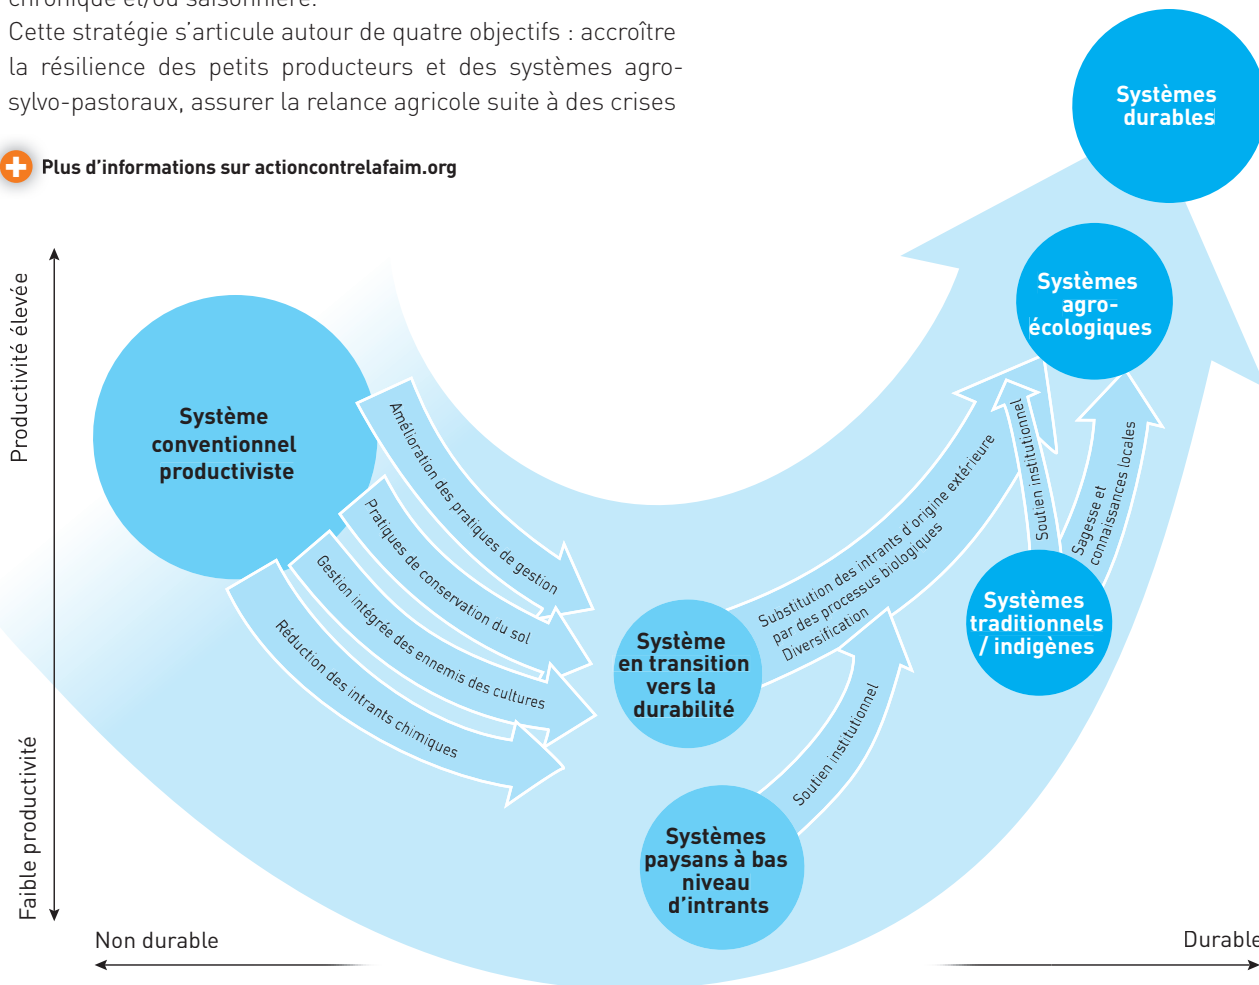 chronique et/ou saisonnière.
Cette stratégie s'articule autour de quatre objectifs : accroître
la résilience des petits producteurs et des systèmes agro-
sylvo-pastoraux, assurer la relance agricole suite à des crises
Plus d'informations sur actioncontrelafaim.org
Systèmes
durables
Productivité élevée
Faible productivité
Système
conventionnel
productiviste
Amélioration des pratiques de gestion
Pratiques de conservation du sol
Gestion intégrée des ennemis des cultures
Réduction des intrants chimiques
Système
en transition
vers la
durabilité
Substitution des intrants d'origine extérieure
par des processus biologiques
Diversification
Systèmes
paysans à bas
niveau
d'intrants
Soutien institutionnel
Systèmes
agro-
écologiques
Soutien institutionnel
Sagesse et
connaissances locales
Systèmes
traditionnels
/ indigènes
Non durable
Durable